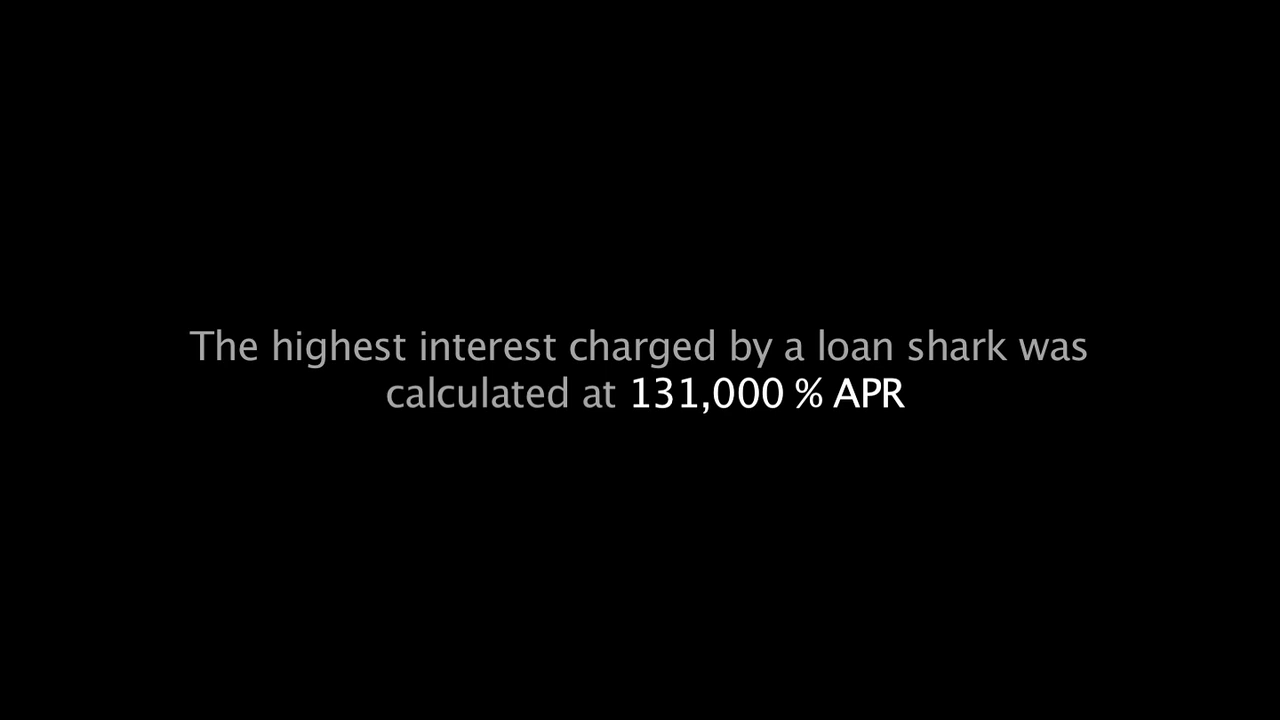 The highest interest charged by a loan shark was
calculated at 131,000 % APR